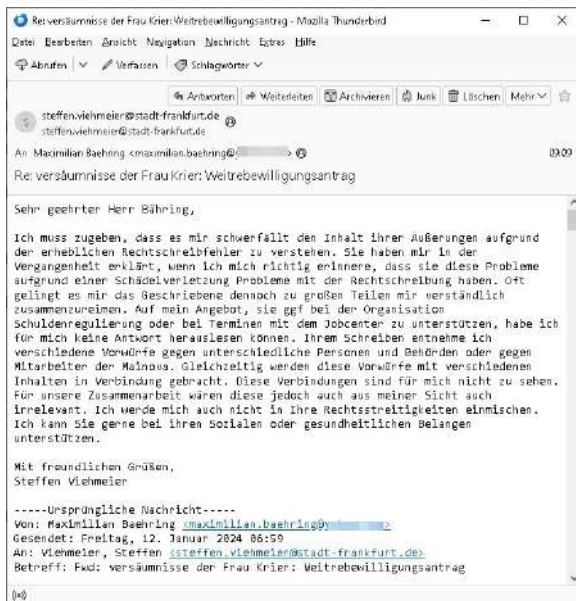 Re: versäumnisse der Frau Krier: Weitrebewilligungsantrag - Mozilla Thunderbird
Datei Bearbeiten Ansicht Navigation Nachricht Extras Hilfe
Abrufen Verfassen Schlagwörter
Antworten Weiterleiten Archivieren Junk Löschen Mehr
S steffen.viehmeier@stadt-frankfurt.de
steffen.viehmeier@stadt-frankfurt.de
An Maximilian Baehring <maximilian.baehring@ > 09:09
Re: versäumnisse der Frau Krier: Weitrebewilligungsantrag
Sehr geehrter Herr Bähring,
Ich muss zugeben, dass es mir schwerfällt den Inhalt ihrer Äußerungen aufgrund
der erheblichen Rechtschreibfehler zu verstehen. Sie haben mir in der
Vergangenheit erklärt, wenn ich mich richtig erinnere, dass sie diese Probleme
aufgrund einer Schädelverletzung Probleme mit der Rechtschreibung haben. Oft
gelingt es mir das Geschriebene dennoch zu großen Teilen mir verständlich
zusammenzureimen. Auf mein Angebot, sie ggf bei der Organisation
Schuldenregulierung oder bei Terminen mit dem Jobcenter zu unterstützen, habe ich
für mich keine Antwort herauslesen können. Ihrem Schreiben entnehme ich
verschiedene Vorwürfe gegen unterschiedliche Personen und Behörden oder gegen
Mitarbeiter der Mainova. Gleichzeitig werden diese Vorwürfe mit verschiedenen
Inhalten in Verbindung gebracht. Diese Verbindungen sind für mich nicht zu sehen.
Für unsere Zusammenarbeit wären diese jedoch auch aus meiner Sicht auch
irrelevant. Ich werde mich auch nicht in Ihre Rechtsstreitigkeiten einmischen.
Ich kann Sie gerne bei ihren Sozialen oder gesundheitlichen Belangen
unterstützen.
Mit freundlichen Grüßen,
Steffen Viehmeier
-----Ursprüngliche Nachricht-----
Von: Maximilian Baehring <maximilian.baehring@ >
Gesendet: Freitag, 12. Januar 2024 06:59
An: Viehmeier, Steffen <steffen.viehmeier@stadt-frankfurt.de>
Betreff: Fwd: versäumnisse der Frau Krier: Weitrebewilligungsantrag